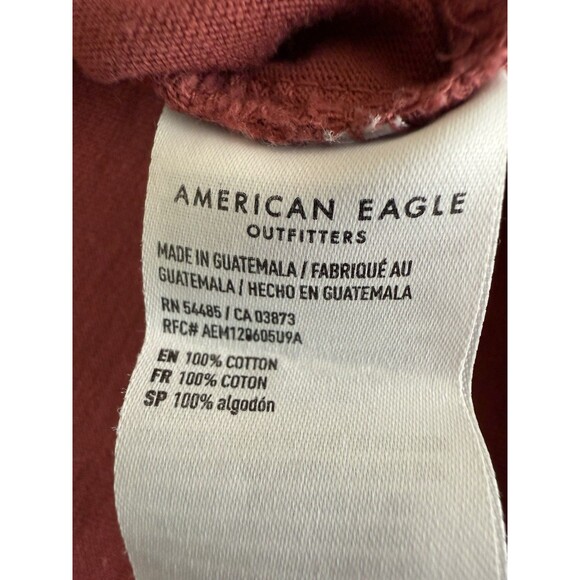 AMERICAN EAGLE
OUTFITTERS
MADE IN GUATEMALA / FABRIQUÉ AU
GUATEMALA / HECHO EN GUATEMALA
RN 54485 / CA 03873
RFC# AEM120605U9A
EN 100% COTTON
FR 100% COTON
SP 100% algodón